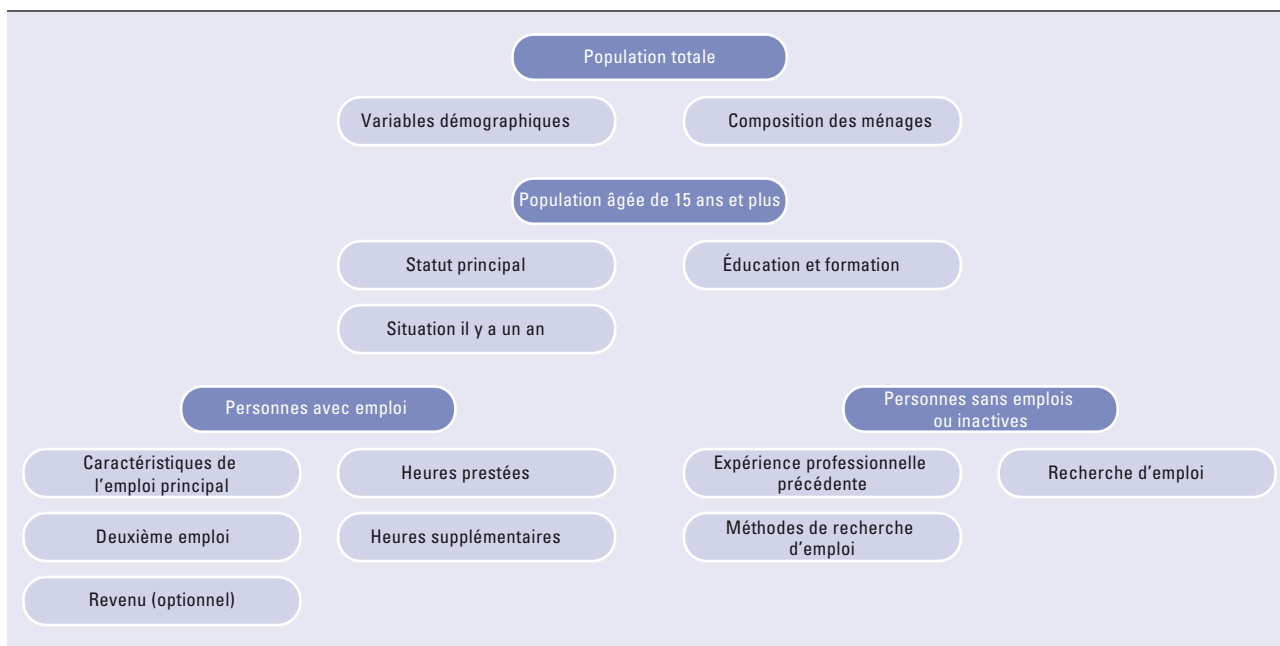 Population totale
Variables démographiques
Composition des ménages
Population âgée de 15 ans et plus
Statut principal
Éducation et formation
Situation il y a un an
Personnes avec emploi
Personnes sans emplois
ou inactives
Caractéristiques de
l'emploi principal
Heures prestées
Expérience professionnelle
précédente
Recherche d'emploi
Deuxième emploi
Heures supplémentaires
Méthodes de recherche
d'emploi
Revenu (optionnel)